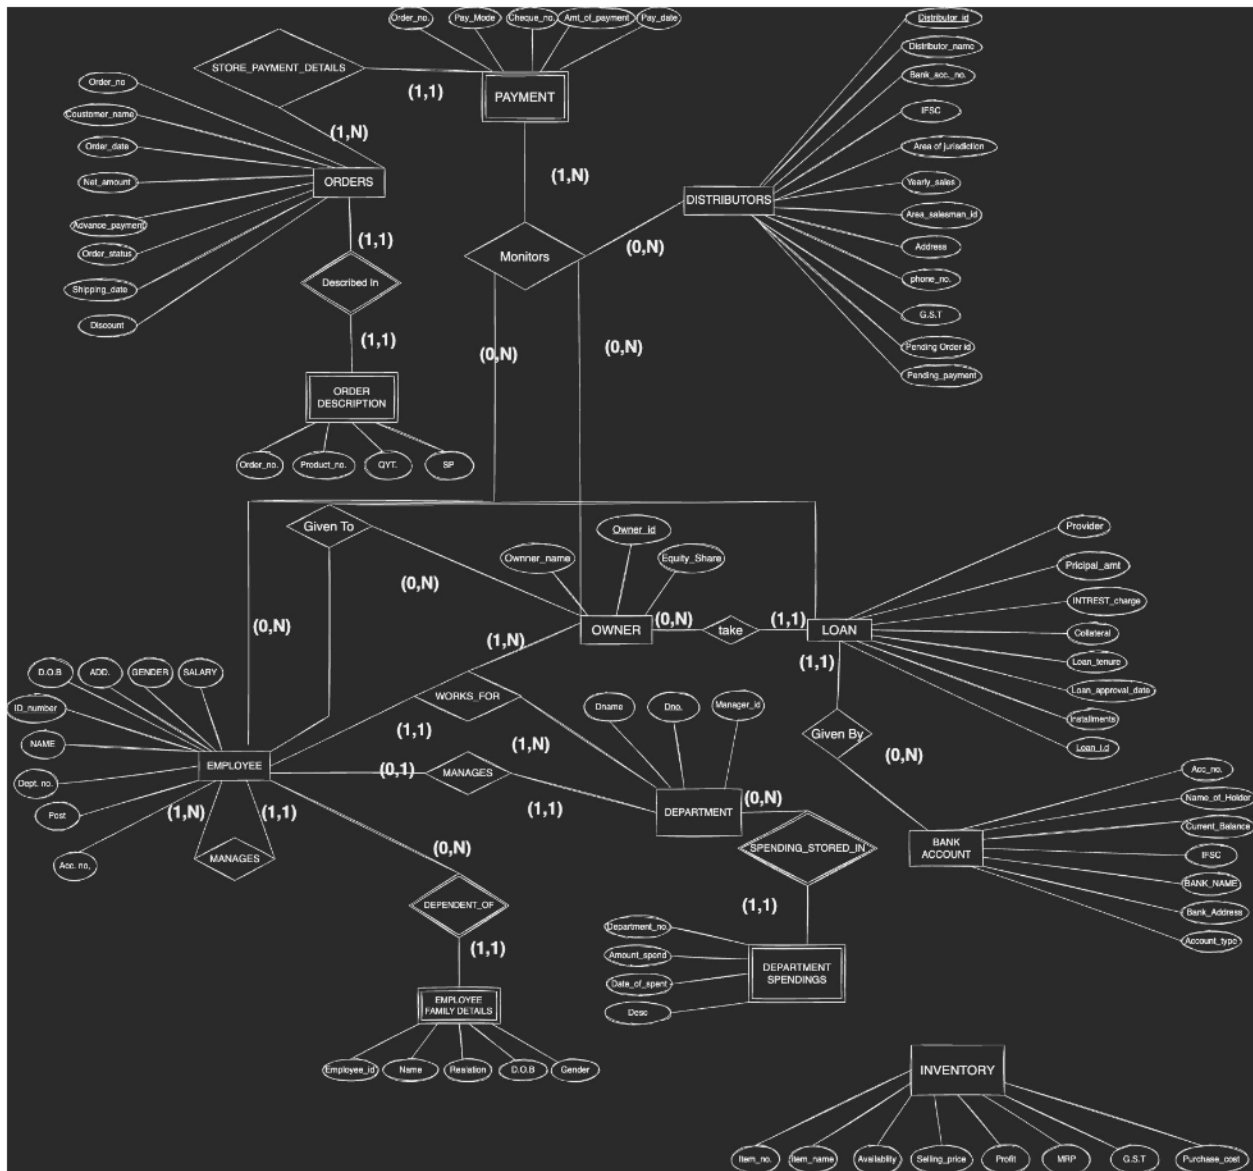 Order_no.
Pay_Mode
Cheque_no.
Amt_of_payment
Pay_date
STORE_PAYMENT_DETAILS
(1,1)
PAYMENT
(1,N)
Order_no
Coustomer_name
Order_date
Net_amount
Advance_payment
Order_status
Shipping_date
Discount
ORDERS
(1,1)
Described In
(1,1)
ORDER
DESCRIPTION
Order_no.
Product_no.
QYT.
SP
(1,N)
Monitors
(0,N)
DISTRIBUTORS
Distributor_id
Distributor_name
Bank_acc._no.
IFSC
Area of jurisdiction
Yearly_sales
Area_salesman_id
Address
phone_no.
G.S.T
Pending Order id
Pending_payment
(0,N)
(0,N)
Given To
(0,N)
(0,N)
Ownner_name
Owner_id
Equity_Share
OWNER
(0,N)
take
(1,1)
LOAN
Provider
Pricipal_amt
INTREST_charge
Collateral
Loan_tenure
Loan_approval_date
Installments
Loan_i.d
(1,1)
Given By
(0,N)
(1,N)
WORKS_FOR
(1,1)
(1,N)
D.O.B
ADD.
GENDER
SALARY
ID_number
NAME
Dept. no.
Post
Acc. no,
EMPLOYEE
(0,1)
MANAGES
(1,1)
(1,N)
(1,1)
MANAGES
(0,N)
DEPENDENT_OF
(1,1)
EMPLOYEE
FAMILY DETAILS
Employee_id
Name
Realation
D.O.B
Gender
Dname
Dno.
Manager_id
DEPARTMENT
(0,N)
SPENDING_STORED_IN
(1,1)
Department_no.
Amount_spend
Date_of_spent
Desc
DEPARTMENT
SPENDINGS
BANK
ACCOUNT
Acc_no.
Name_of_Holder
Current_Balance
IFSC
BANK_NAME
Bank_Address
Account_type
INVENTORY
Item_no.
Item_name
Availablity
Selling_price
Profit
MRP
G.S.T
Purchase_cost